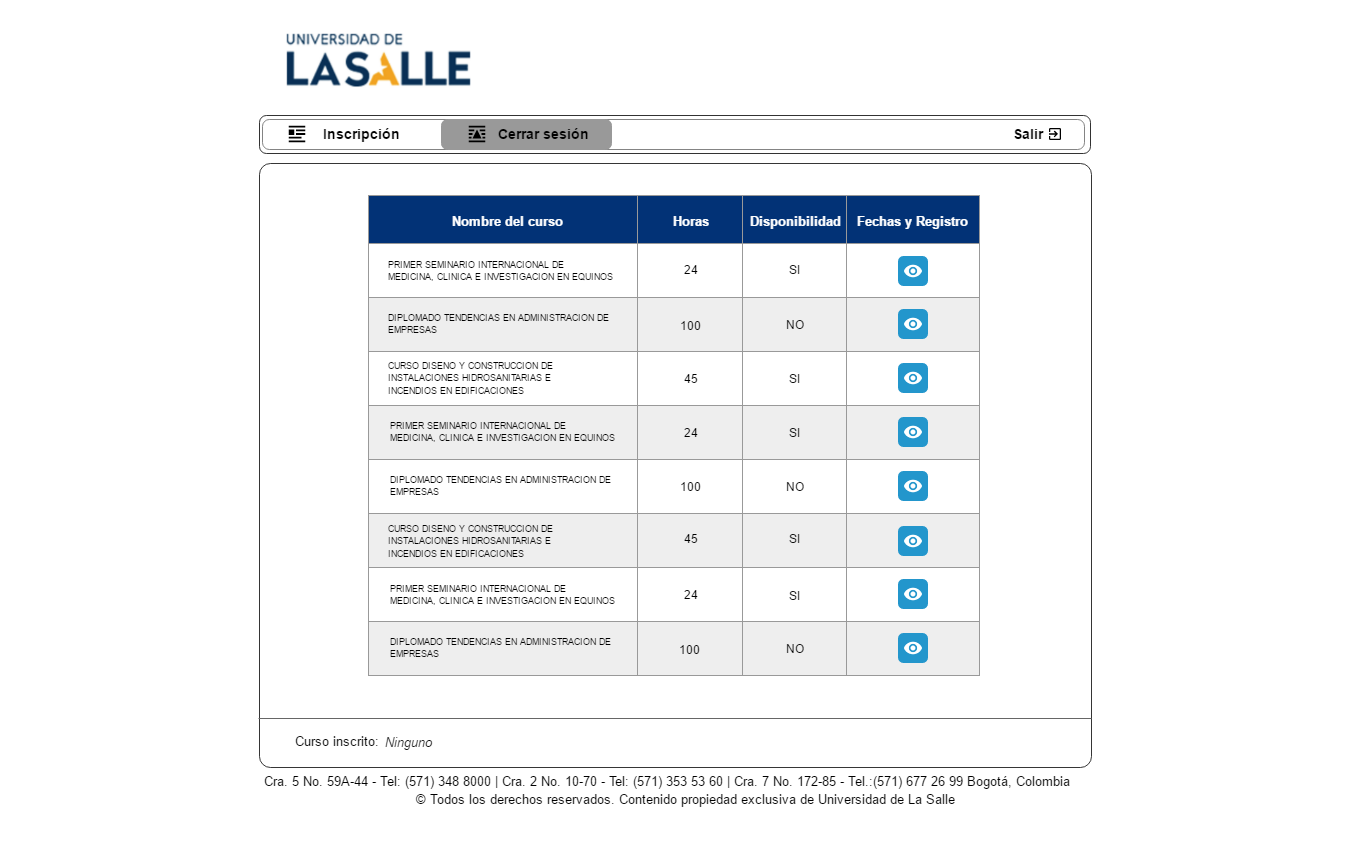 UNIVERSIDAD DE
LASALLE
Inscripción Cerrar sesión Salir
Nombre del curso Horas Disponibilidad Fechas y Registro
PRIMER SEMINARIO INTERNACIONAL DE
MEDICINA, CLINICA E INVESTIGACION EN EQUINOS
24 SI
DIPLOMADO TENDENCIAS EN ADMINISTRACION DE
EMPRESAS
100 NO
CURSO DISENO Y CONSTRUCCION DE
INSTALACIONES HIDROSANITARIAS E
INCENDIOS EN EDIFICACIONES
45 SI
PRIMER SEMINARIO INTERNACIONAL DE
MEDICINA, CLINICA E INVESTIGACION EN EQUINOS
24 SI
DIPLOMADO TENDENCIAS EN ADMINISTRACION DE
EMPRESAS
100 NO
CURSO DISENO Y CONSTRUCCION DE
INSTALACIONES HIDROSANITARIAS E
INCENDIOS EN EDIFICACIONES
45 SI
PRIMER SEMINARIO INTERNACIONAL DE
MEDICINA, CLINICA E INVESTIGACION EN EQUINOS
24 SI
DIPLOMADO TENDENCIAS EN ADMINISTRACION DE
EMPRESAS
100 NO
Curso inscrito: Ninguno
Cra. 5 No. 59A-44 - Tel: (571) 348 8000 | Cra. 2 No. 10-70 - Tel: (571) 353 53 60 | Cra. 7 No. 172-85 - Tel.:(571) 677 26 99 Bogotá, Colombia
© Todos los derechos reservados. Contenido propiedad exclusiva de Universidad de La Salle